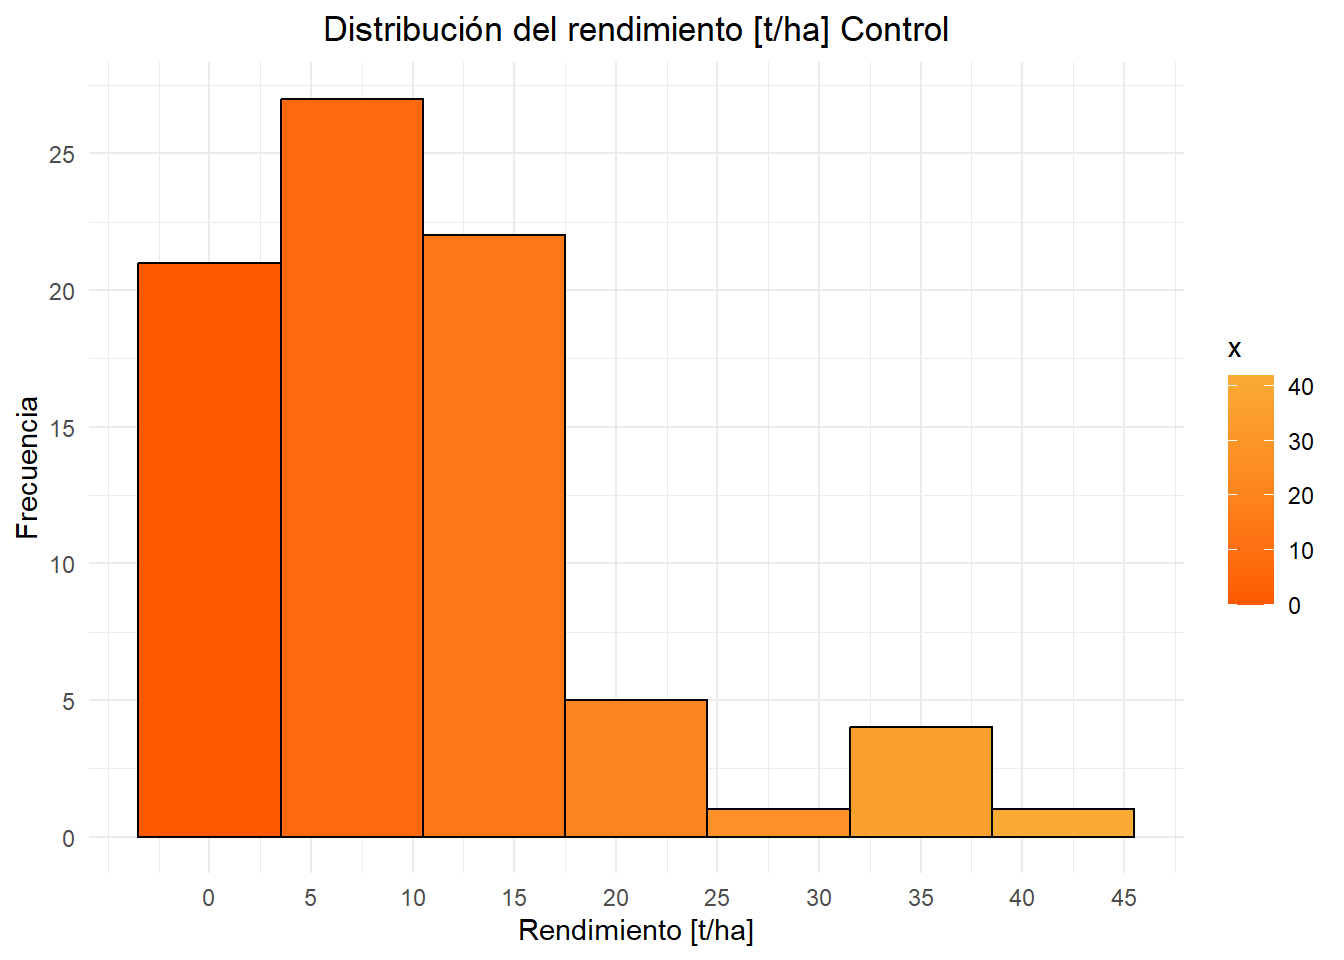 Distribución del rendimiento [t/ha] Control
Frecuencia
25
20
15
10
5
0
0 5 10 15 20 25 30 35 40 45
Rendimiento [t/ha]
x
40
30
20
10
0